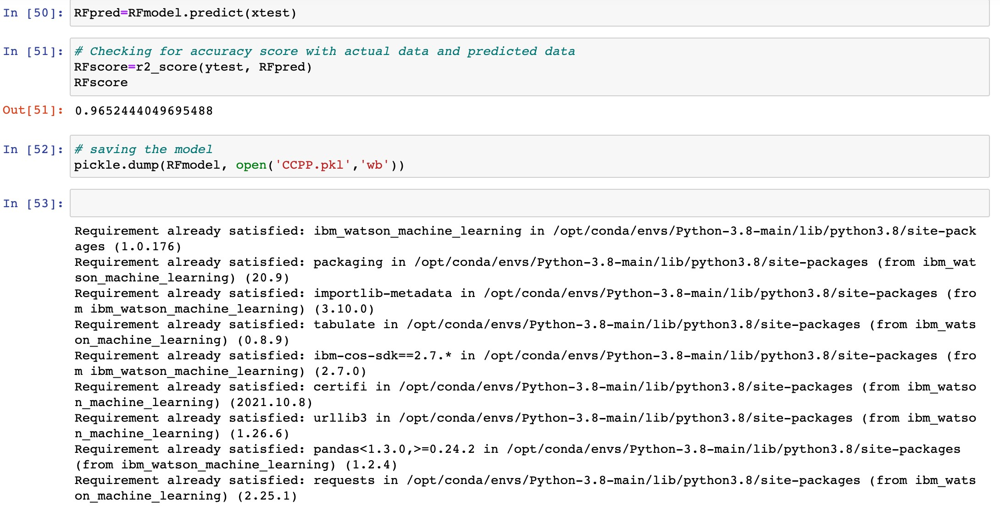 In [50]: RFpred=RFmodel.predict(xtest)
In [51]: # Checking for accuracy score with actual data and predicted data
RFscore=r2_score(ytest, RFpred)
RFscore
Out[51]: 0.9652444049695488
In [52]: # saving the model
pickle.dump(RFmodel, open('CCPP.pkl','wb'))
In [53]:
Requirement already satisfied: ibm_watson_machine_learning in /opt/conda/envs/Python-3.8-main/lib/python3.8/site-pack
ages (1.0.176)
Requirement already satisfied: packaging in /opt/conda/envs/Python-3.8-main/lib/python3.8/site-packages (from ibm_wat
son_machine_learning) (20.9)
Requirement already satisfied: importlib-metadata in /opt/conda/envs/Python-3.8-main/lib/python3.8/site-packages (fro
m ibm_watson_machine_learning) (3.10.0)
Requirement already satisfied: tabulate in /opt/conda/envs/Python-3.8-main/lib/python3.8/site-packages (from ibm_wats
on_machine_learning) (0.8.9)
Requirement already satisfied: ibm-cos-sdk==2.7.* in /opt/conda/envs/Python-3.8-main/lib/python3.8/site-packages (fro
m ibm_watson_machine_learning) (2.7.0)
Requirement already satisfied: certifi in /opt/conda/envs/Python-3.8-main/lib/python3.8/site-packages (from ibm_watso
n_machine_learning) (2021.10.8)
Requirement already satisfied: urllib3 in /opt/conda/envs/Python-3.8-main/lib/python3.8/site-packages (from ibm_watso
n_machine_learning) (1.26.6)
Requirement already satisfied: pandas<1.3.0,>=0.24.2 in /opt/conda/envs/Python-3.8-main/lib/python3.8/site-packages
(from ibm_watson_machine_learning) (1.2.4)
Requirement already satisfied: requests in /opt/conda/envs/Python-3.8-main/lib/python3.8/site-packages (from ibm_wats
on_machine_learning) (2.25.1)